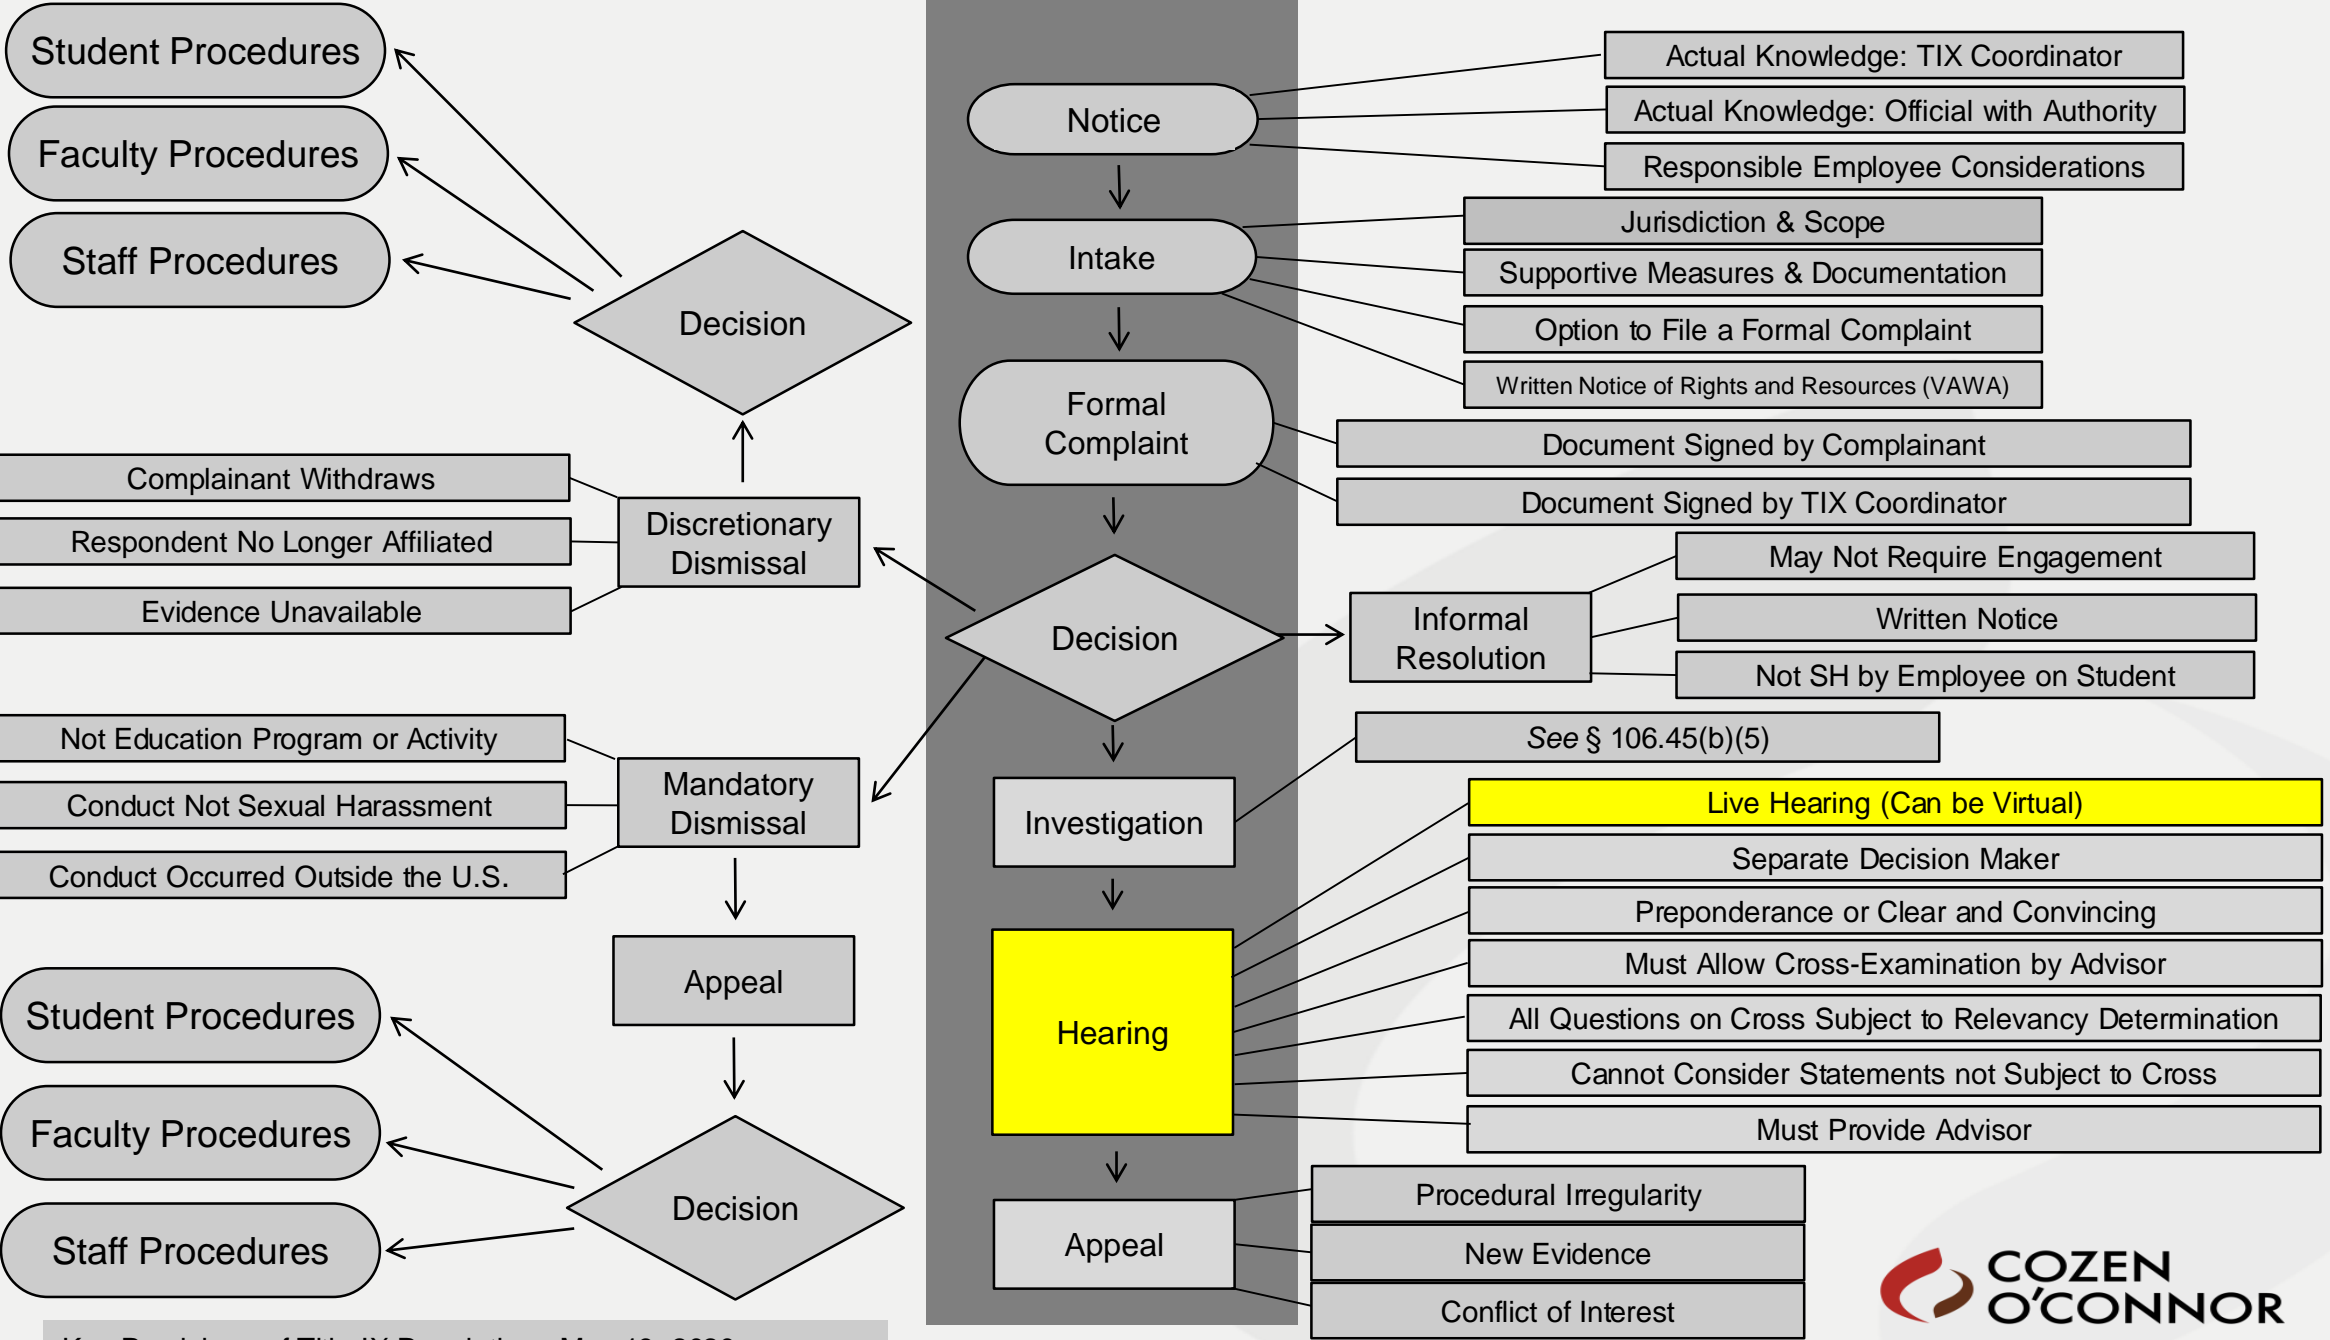 Student Procedures
Faculty Procedures
Staff Procedures
Decision
Complainant Withdraws
Respondent No Longer Affiliated
Evidence Unavailable
Discretionary
Dismissal
Not Education Program or Activity
Conduct Not Sexual Harassment
Conduct Occurred Outside the U.S.
Mandatory
Dismissal
Appeal
Student Procedures
Faculty Procedures
Staff Procedures
Decision
Notice
Actual Knowledge: TIX Coordinator
Actual Knowledge: Official with Authority
Responsible Employee Considerations
Intake
Jurisdiction & Scope
Supportive Measures & Documentation
Option to File a Formal Complaint
Written Notice of Rights and Resources (VAWA)
Formal
Complaint
Document Signed by Complainant
Document Signed by TIX Coordinator
Decision
Informal
Resolution
May Not Require Engagement
Written Notice
Not SH by Employee on Student
Investigation
See § 106.45(b)(5)
Hearing
Live Hearing (Can be Virtual)
Separate Decision Maker
Preponderance or Clear and Convincing
Must Allow Cross-Examination by Advisor
All Questions on Cross Subject to Relevancy Determination
Cannot Consider Statements not Subject to Cross
Must Provide Advisor
Appeal
Procedural Irregularity
New Evidence
Conflict of Interest
COZEN
O'CONNOR